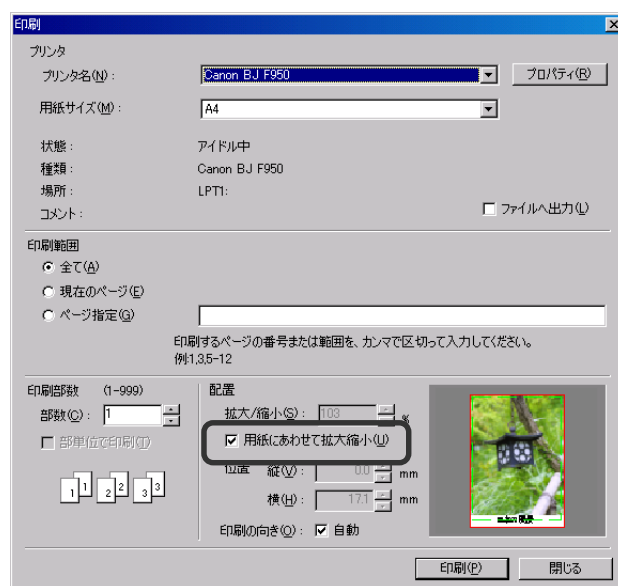 印刷
プリンタ
プリンタ名(N): Canon BJ F950 プロパティ(R)
用紙サイズ(M): A4
状態: アイドル中
種類: Canon BJ F950
場所: LPT1:
コメント: ファイルへ出力(L)
印刷範囲
全て(A)
現在のページ(E)
ページ指定(G)
印刷するページの番号または範囲を、カンマで区切って入力してください。
例:1,3,5-12
印刷部数 (1-999)
部数(C): 1
部単位で印刷(T)
1 1 2 2 3 3
配置
拡大/縮小(S): 103 %
用紙にあわせて拡大縮小(U)
位置 縦(V): 0.0 mm
横(H): 17.1 mm
印刷の向き(O): 自動
印刷(P) 閉じる